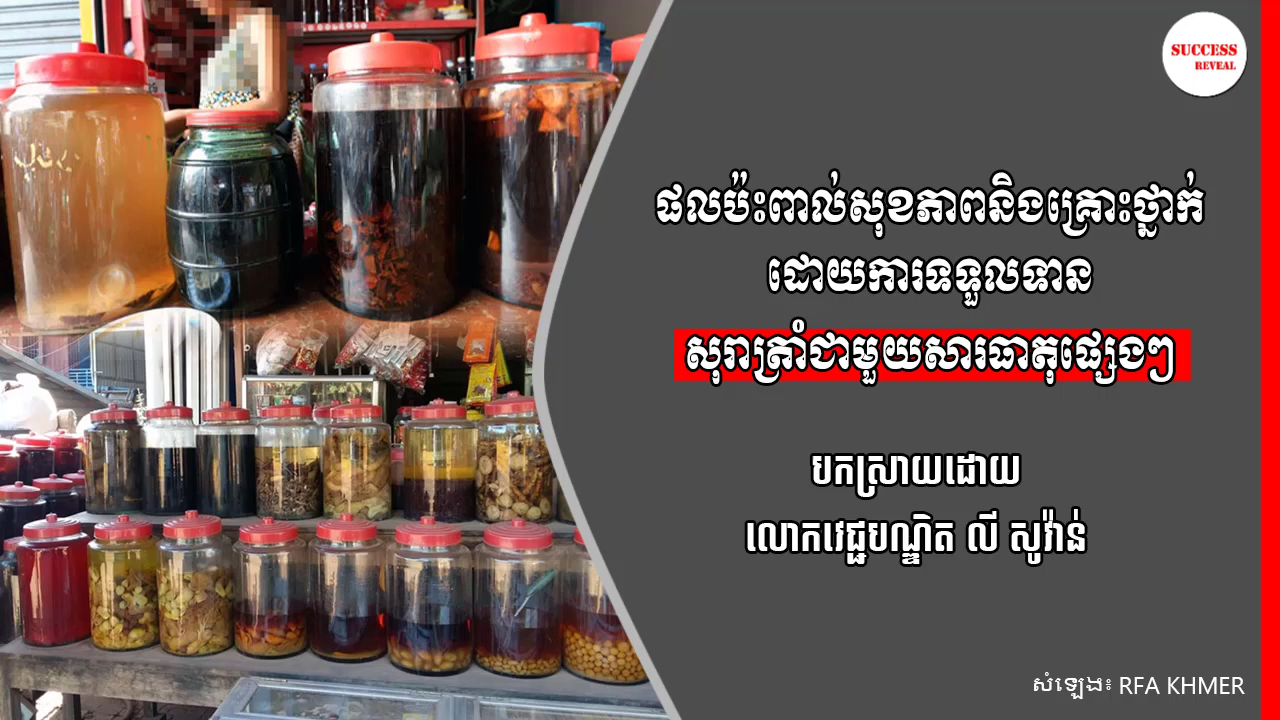 SUCCESS
REVEAL
ផលប៉ះពាល់សុខភាពនិងគ្រោះថ្នាក់
ដោយការទទួលទាន
សុរាត្រាំជាមួយសារធាតុផ្សេងៗ
បកស្រាយដោយ
លោកវេជ្ជបណ្ឌិត លី សូវ៉ាន់
សំឡេង៖ RFA KHMER